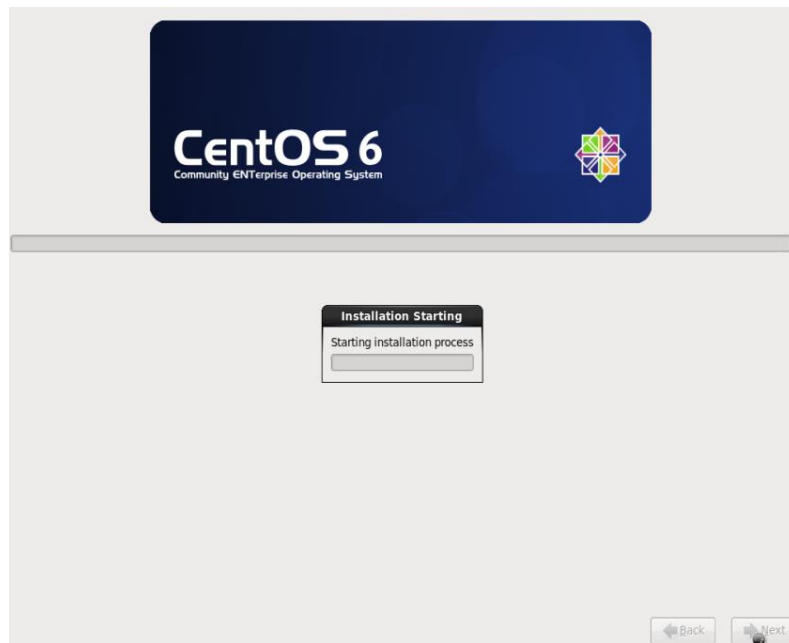 CentOS 6
Community ENTerprise Operating System
Installation Starting
Starting installation process
Back
Next